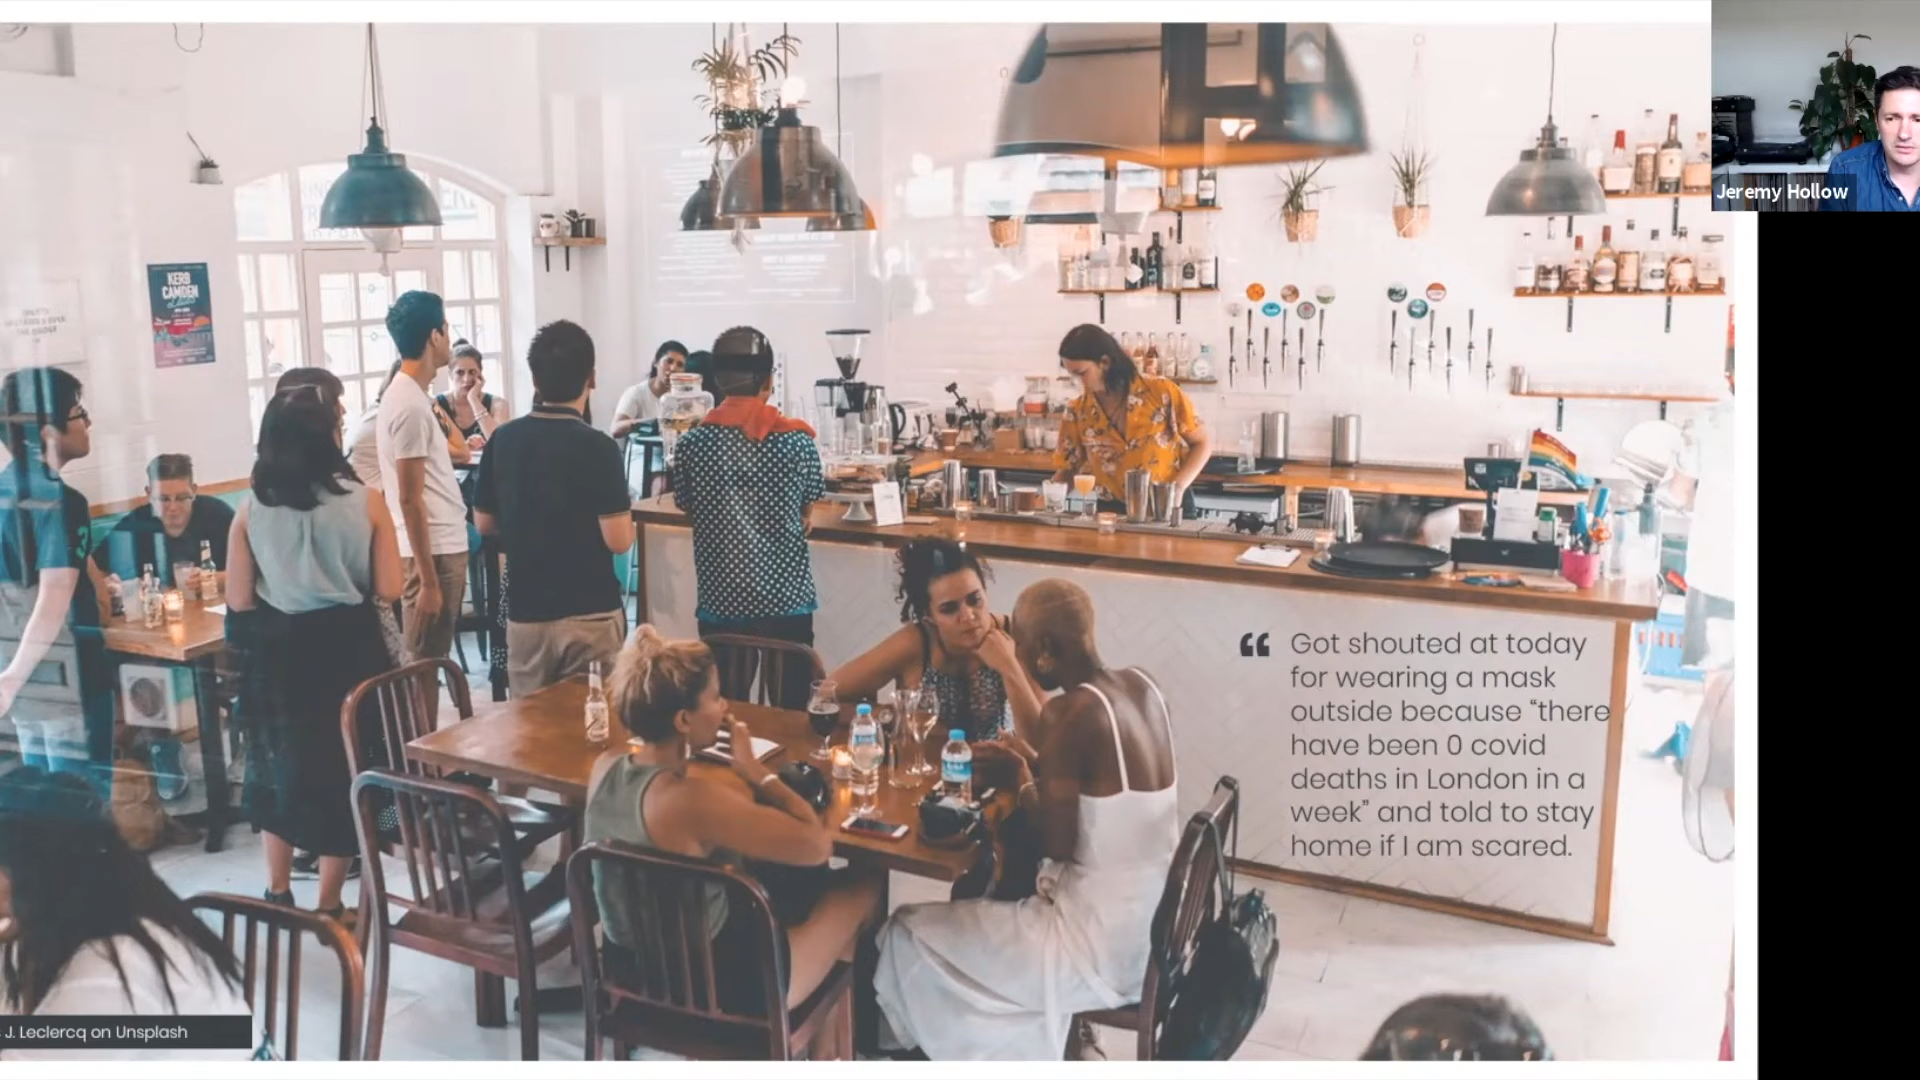 Jeremy Hollow
KERB
CAMDEN
“ Got shouted at today
for wearing a mask
outside because “there
have been 0 covid
deaths in London in a
week” and told to stay
home if I am scared.
J. Leclercq on Unsplash